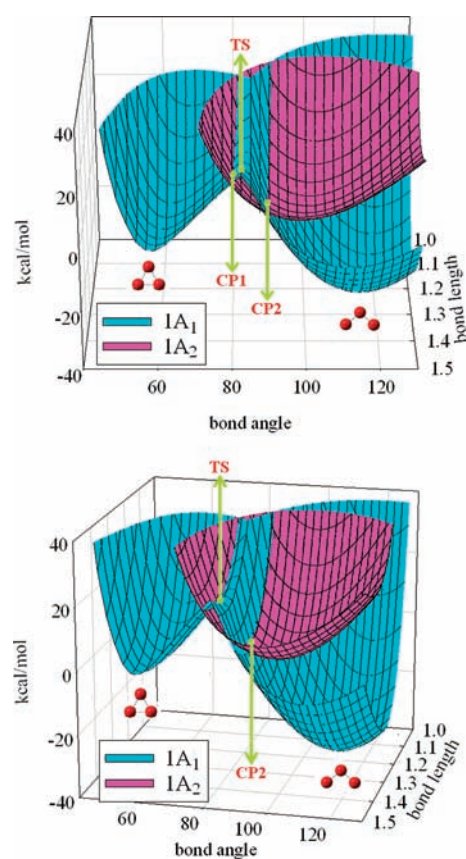 TS
40
20
0
-20
-40
kcal/mol
1.0
1.1
1.2
1.3
1.4
1.5
bond length
CP1
CP2
1A₁
1A₂
60 80 100 120
bond angle
TS
40
20
0
-20
-40
kcal/mol
1.0
1.1
1.2
1.3
1.4
1.5
bond length
CP2
1A₁
1A₂
60 80 100 120
bond angle